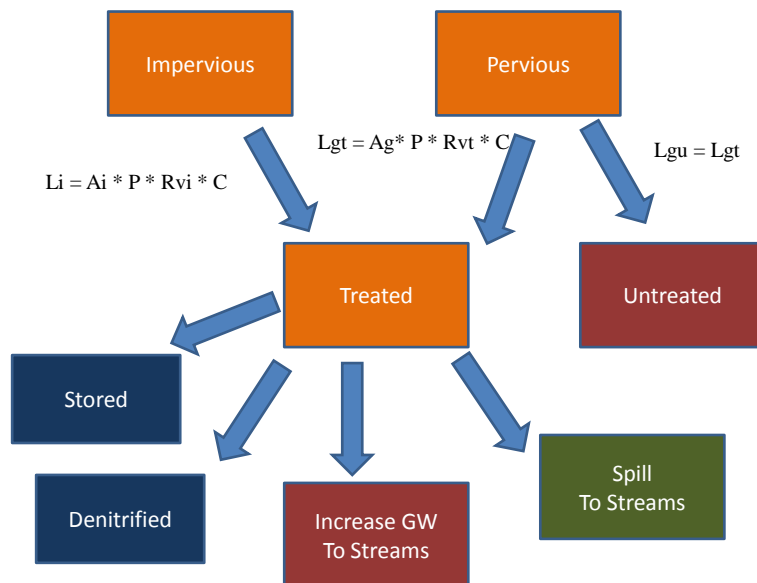 Impervious
Pervious
Lgt = Ag* P * Rvt * C
Lgu = Lgt
Li = Ai * P * Rvi * C
Treated
Untreated
Stored
Spill
To Streams
Denitrified
Increase GW
To Streams